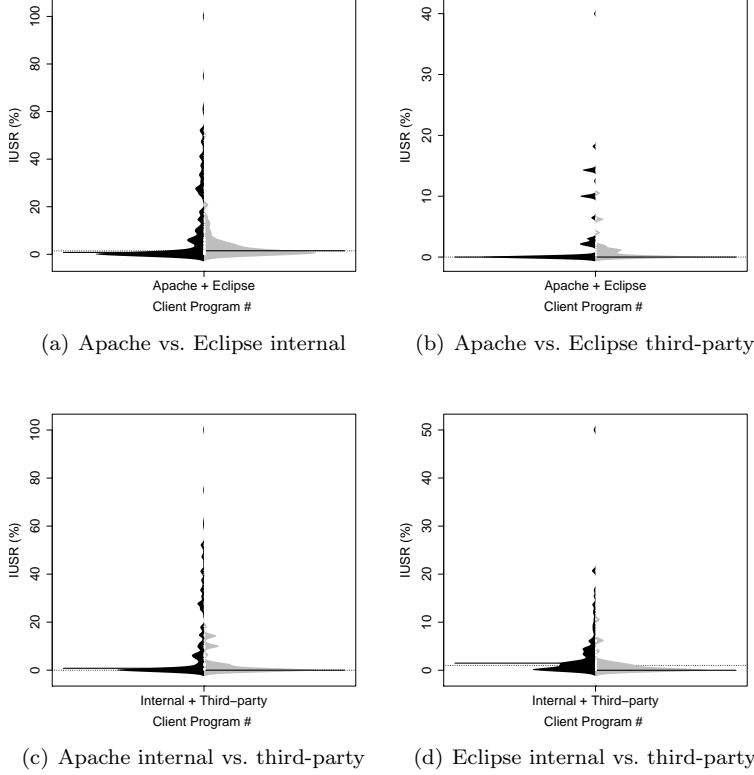 100
80
60
40
20
0
IUSR (%)
Apache + Eclipse
Client Program #
(a) Apache vs. Eclipse internal
40
30
20
10
0
IUSR (%)
Apache + Eclipse
Client Program #
(b) Apache vs. Eclipse third-party
100
80
60
40
20
0
IUSR (%)
Internal + Third−party
Client Program #
(c) Apache internal vs. third-party
50
40
30
20
10
0
IUSR (%)
Internal + Third−party
Client Program #
(d) Eclipse internal vs. third-party